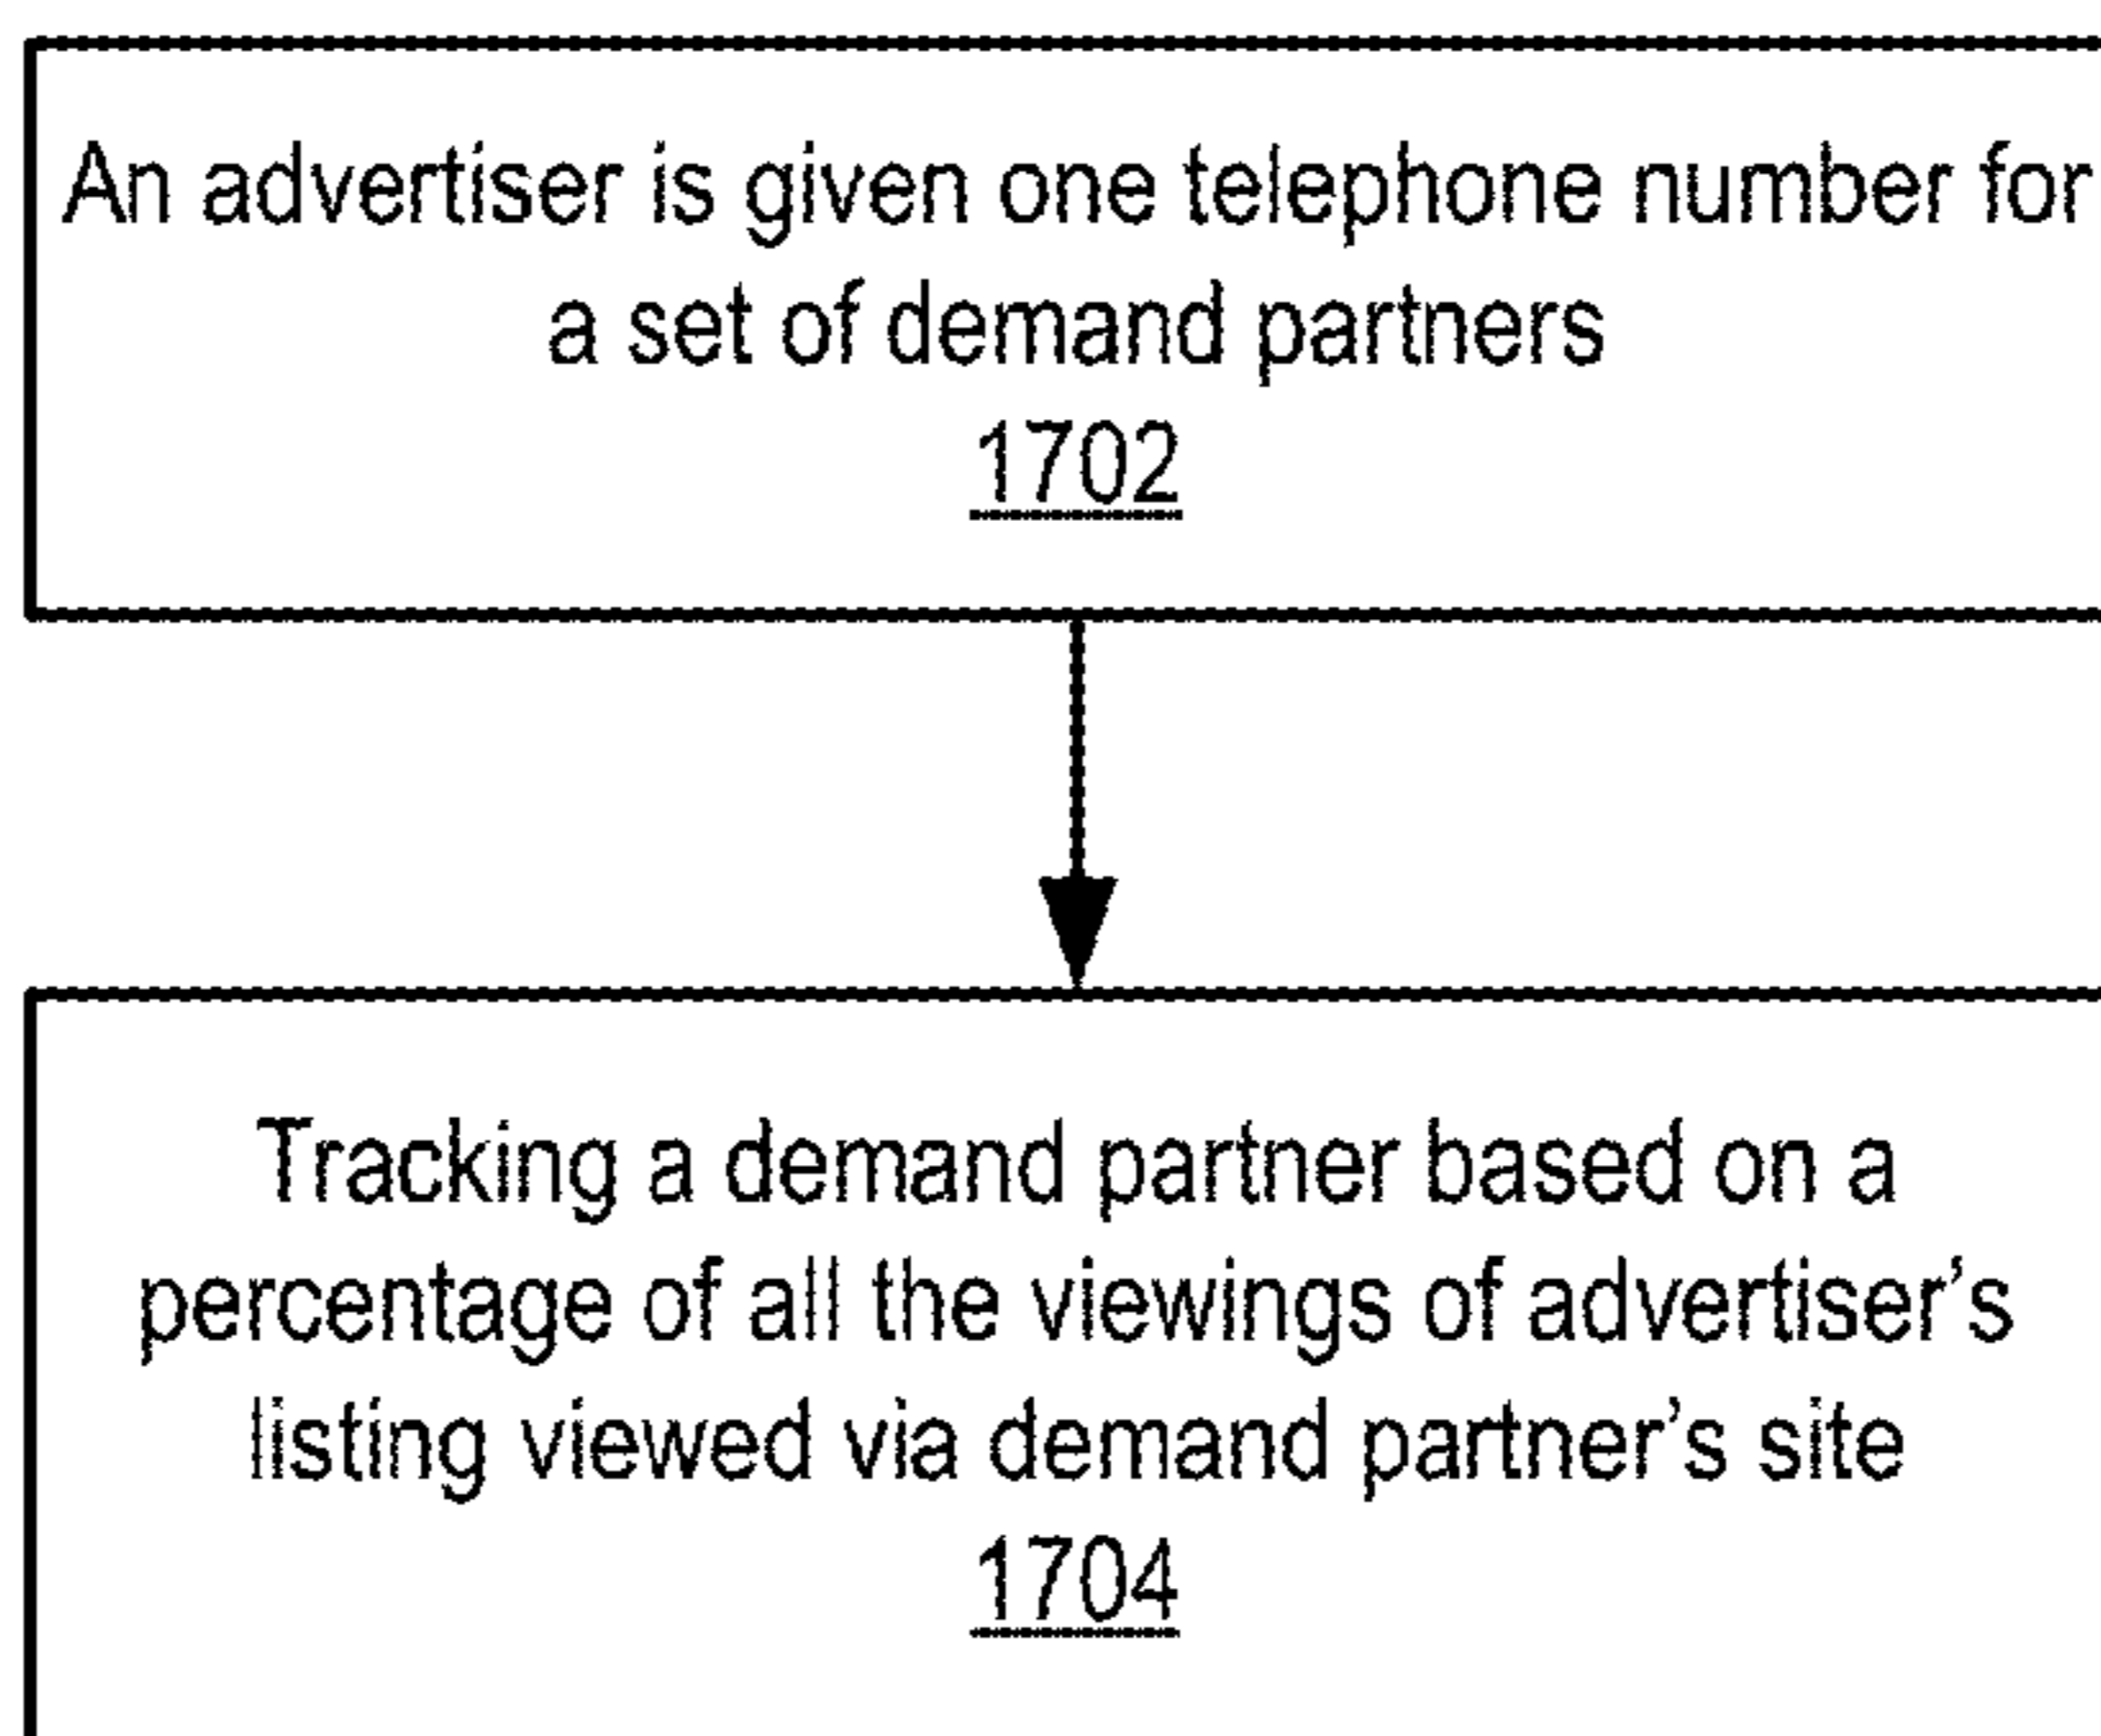 An advertiser is given one telephone number for
a set of demand partners
1702
Tracking a demand partner based on a
percentage of all the viewings of advertiser's
listing viewed via demand partner's site
1704